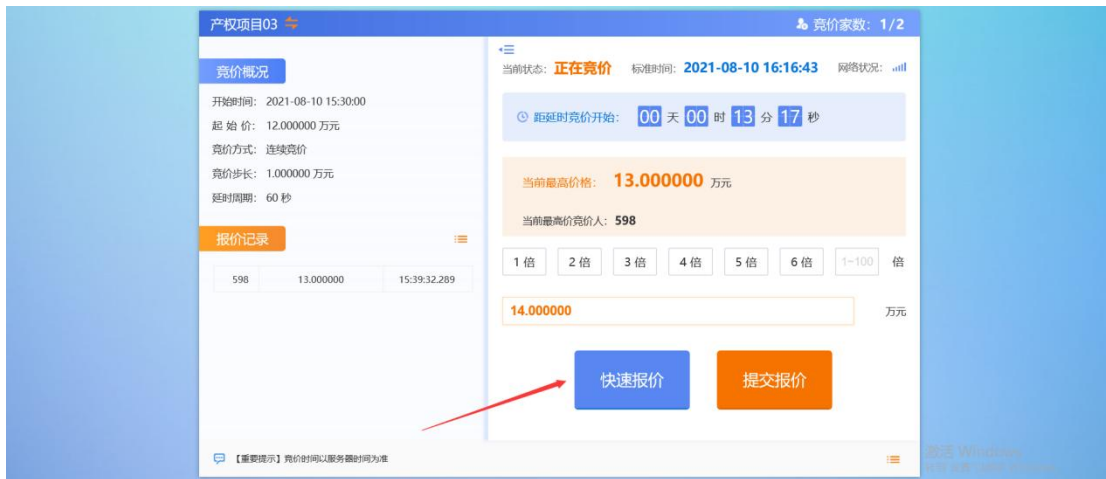 产权项目03
竞价家数：1/2
竞价概况
开始时间： 2021-08-10 15:30:00
起 始 价： 12.000000 万元
竞价方式： 连续竞价
竞价步长： 1.000000 万元
延时周期： 60 秒
报价记录
598 13.000000 15:39:32.289
当前状态：正在竞价 标准时间：2021-08-10 16:16:43 网络状况：
距延时竞价开始： 00 天 00 时 13 分 17 秒
当前最高价格： 13.000000 万元
当前最高价竞价人：598
1 倍 2 倍 3 倍 4 倍 5 倍 6 倍 1~100 倍
14.000000 万元
快速报价 提交报价
【重要提示】竞价时间以服务器时间为准
激活 Windows